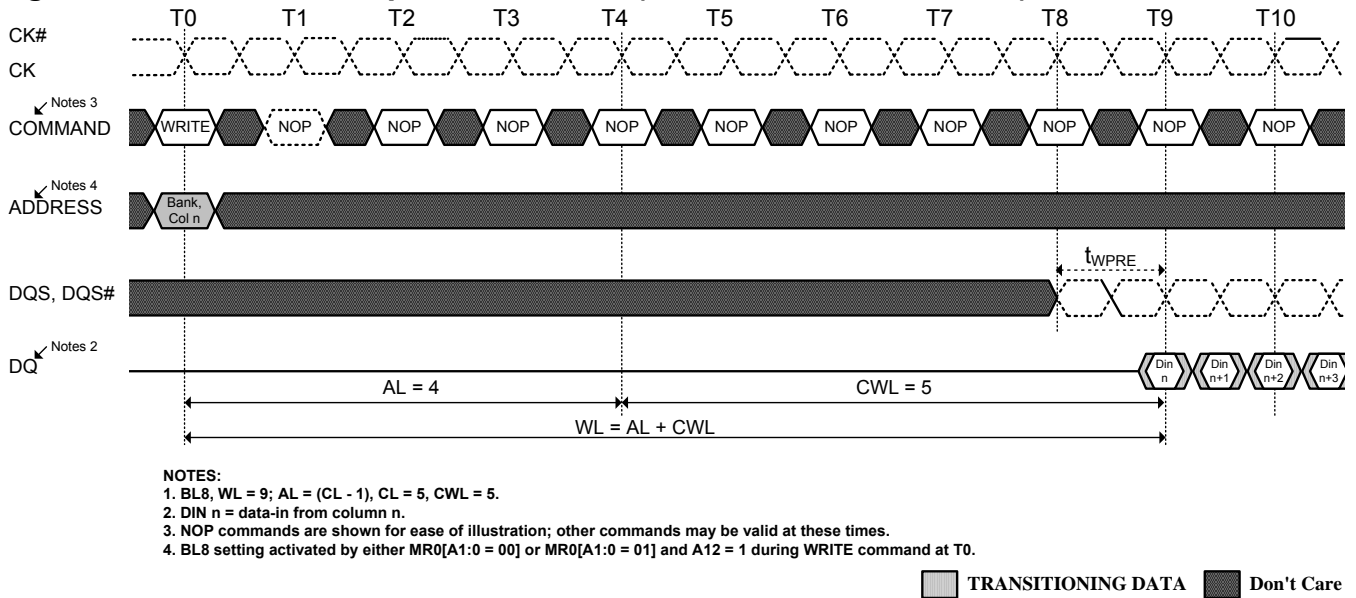 T0 T1 T2 T3 T4 T5 T6 T7 T8 T9 T10
CK#
CK
Notes 3
COMMAND WRITE NOP NOP NOP NOP NOP NOP NOP NOP NOP NOP
Notes 4
ADDRESS
Bank,
Col n
tWPRE
DQS, DQS#
Notes 2
DQ
Din n
Din n+1
Din n+2
Din n+3
AL = 4 CWL = 5
WL = AL + CWL
NOTES:
1. BL8, WL = 9; AL = (CL - 1), CL = 5, CWL = 5.
2. DIN n = data-in from column n.
3. NOP commands are shown for ease of illustration; other commands may be valid at these times.
4. BL8 setting activated by either MR0[A1:0 = 00] or MR0[A1:0 = 01] and A12 = 1 during WRITE command at T0.
TRANSITIONING DATA Don't Care